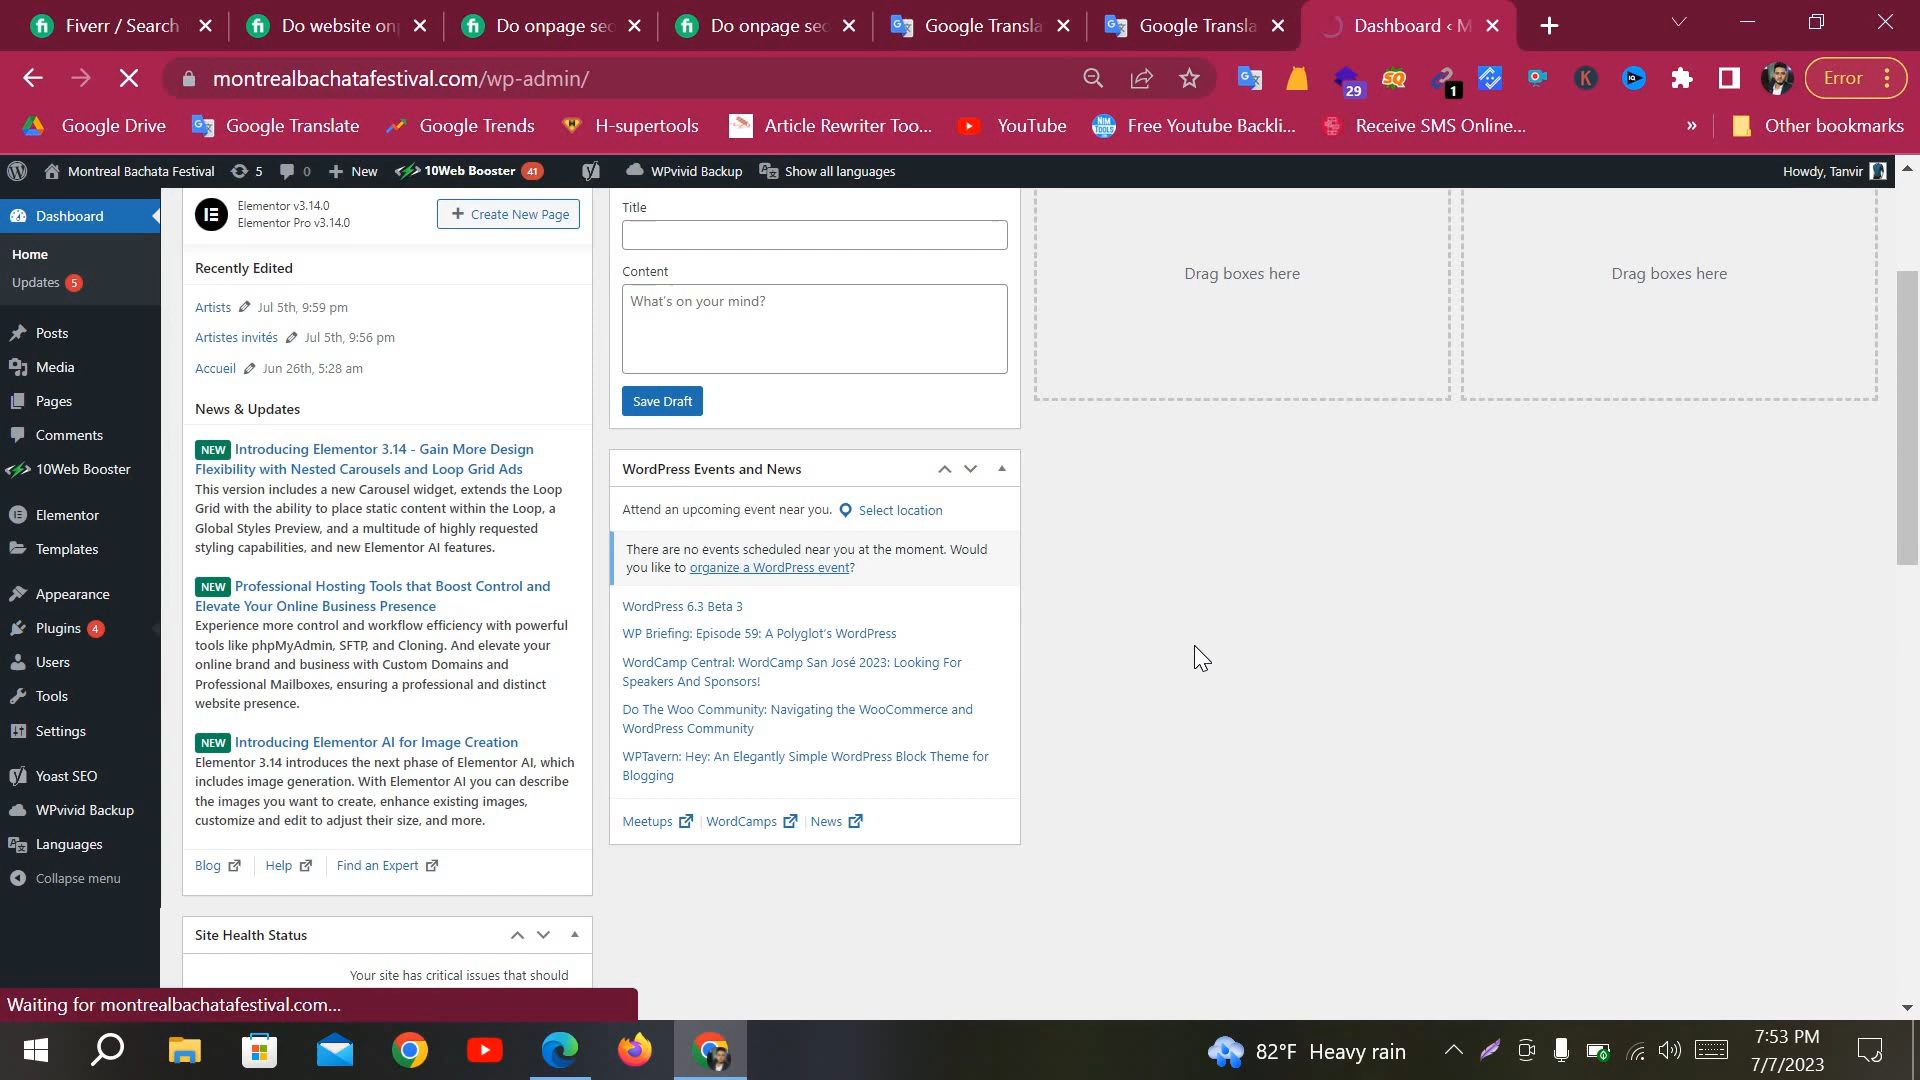 Fiverr / Search
Do website on
Do onpage seo
Do onpage seo
Google Transla
Google Transla
Dashboard ‹ M
montrealbachatafestival.com/wp-admin/
29
SQ
1
K
Error
Google Drive
Google Translate
Google Trends
H-supertools
Article Rewriter Too...
YouTube
Free Youtube Backli...
Receive SMS Online...
»
Other bookmarks
Montreal Bachata Festival
5
0
New
10Web Booster 41
WPvivid Backup
Show all languages
Howdy, Tanvir
Dashboard
Home
Updates 5
Posts
Media
Pages
Comments
10Web Booster
Elementor
Templates
Appearance
Plugins 4
Users
Tools
Settings
Yoast SEO
WPvivid Backup
Languages
Collapse menu
Elementor v3.14.0
Elementor Pro v3.14.0
Create New Page
Recently Edited
Artists Jul 5th, 9:59 pm
Artistes invités Jul 5th, 9:56 pm
Accueil Jun 26th, 5:28 am
News & Updates
NEW Introducing Elementor 3.14 - Gain More Design
Flexibility with Nested Carousels and Loop Grid Ads
This version includes a new Carousel widget, extends the Loop
Grid with the ability to place static content within the Loop, a
Global Styles Preview, and a multitude of highly requested
styling capabilities, and new Elementor AI features.
NEW Professional Hosting Tools that Boost Control and
Elevate Your Online Business Presence
Experience more control and workflow efficiency with powerful
tools like phpMyAdmin, SFTP, and Cloning. And elevate your
online brand and business with Custom Domains and
Professional Mailboxes, ensuring a professional and distinct
website presence.
NEW Introducing Elementor AI for Image Creation
Elementor 3.14 introduces the next phase of Elementor AI, which
includes image generation. With Elementor AI you can describe
the images you want to create, enhance existing images,
customize and edit to adjust their size, and more.
Blog
Help
Find an Expert
Site Health Status
Your site has critical issues that should
Title
Content
What's on your mind?
Save Draft
WordPress Events and News
Attend an upcoming event near you. Select location
There are no events scheduled near you at the moment. Would
you like to organize a WordPress event?
WordPress 6.3 Beta 3
WP Briefing: Episode 59: A Polyglot's WordPress
WordCamp Central: WordCamp San José 2023: Looking For
Speakers And Sponsors!
Do The Woo Community: Navigating the WooCommerce and
WordPress Community
WPTavern: Hey: An Elegantly Simple WordPress Block Theme for
Blogging
Meetups
WordCamps
News
Drag boxes here
Drag boxes here
Waiting for montrealbachatafestival.com...
82°F Heavy rain
7:53 PM
7/7/2023